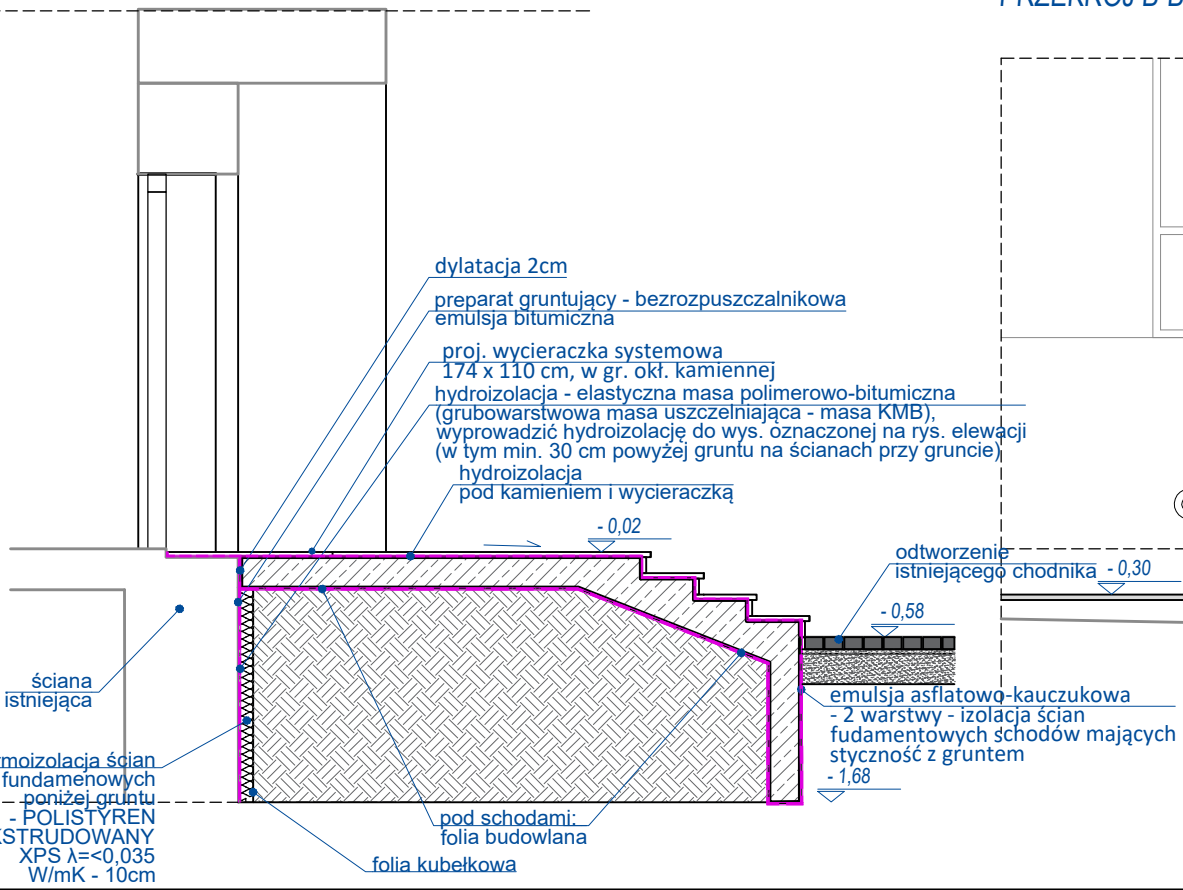 PRZEKRÓJ B-B
dylatacja 2cm
preparat gruntujący - bezrozpuszczalnikowa
emulsja bitumiczna
proj. wycieraczka systemowa
174 x 110 cm, w gr. okł. kamiennej
hydroizolacja - elastyczna masa polimerowo-bitumiczna
(grubowarstwowa masa uszczelniająca - masa KMB),
wyprowadzić hydroizolację do wys. oznaczonej na rys. elewacji
(w tym min. 30 cm powyżej gruntu na ścianach przy gruncie)
hydroizolacja
pod kamieniem i wycieraczką
- 0,02
odtworzenie
istniejącego chodnika
- 0,30
- 0,58
ściana
istniejąca
emulsja asflatowo-kauczukowa
- 2 warstwy - izolacja ścian
fudamentowych schodów mających
styczność z gruntem
- 1,68
moizolacja ścian
fundamenowych
poniżej gruntu
- POLISTYREN
KSTRUDOWANY
XPS λ=<0,035
W/mK - 10cm
pod schodami:
folia budowlana
folia kubełkowa